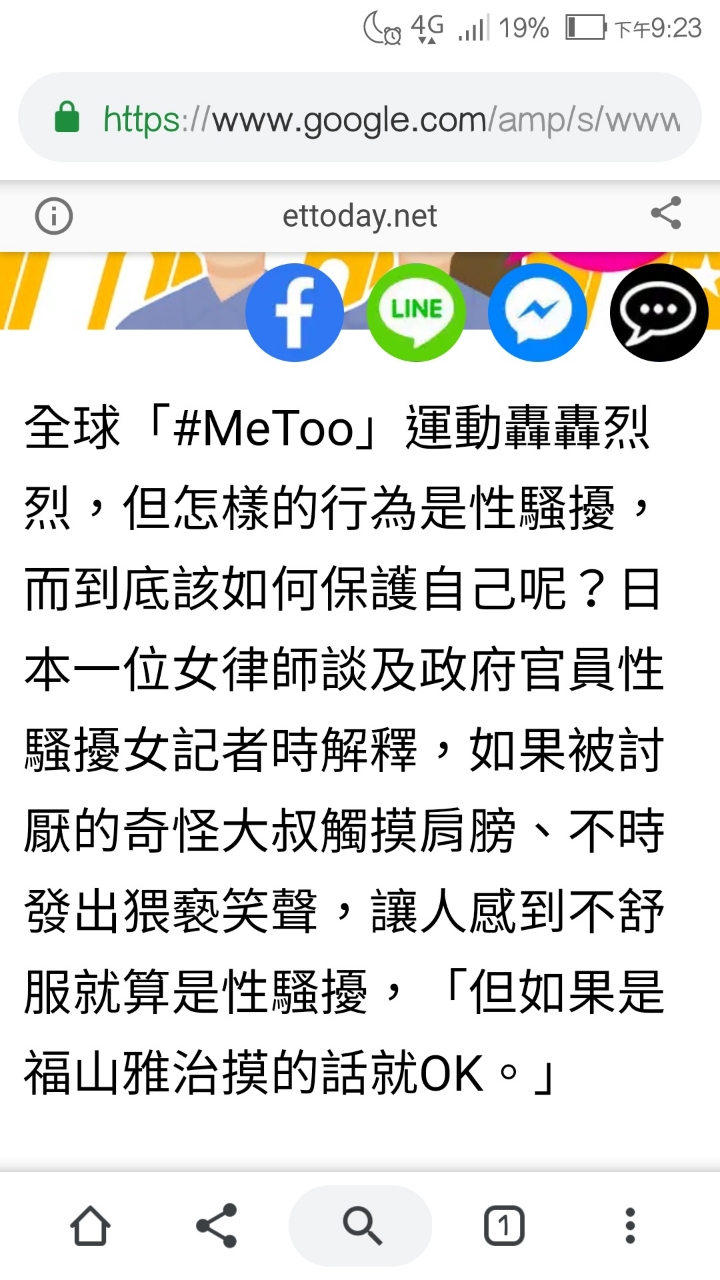 4G 19% 下午9:23
https://www.google.com/amp/s/www
ettoday.net
LINE
全球「#MeToo」運動轟轟烈
烈，但怎樣的行為是性騷擾，
而到底該如何保護自己呢？日
本一位女律師談及政府官員性
騷擾女記者時解釋，如果被討
厭的奇怪大叔觸摸肩膀、不時
發出猥褻笑聲，讓人感到不舒
服就算是性騷擾，「但如果是
福山雅治摸的話就OK。」
1